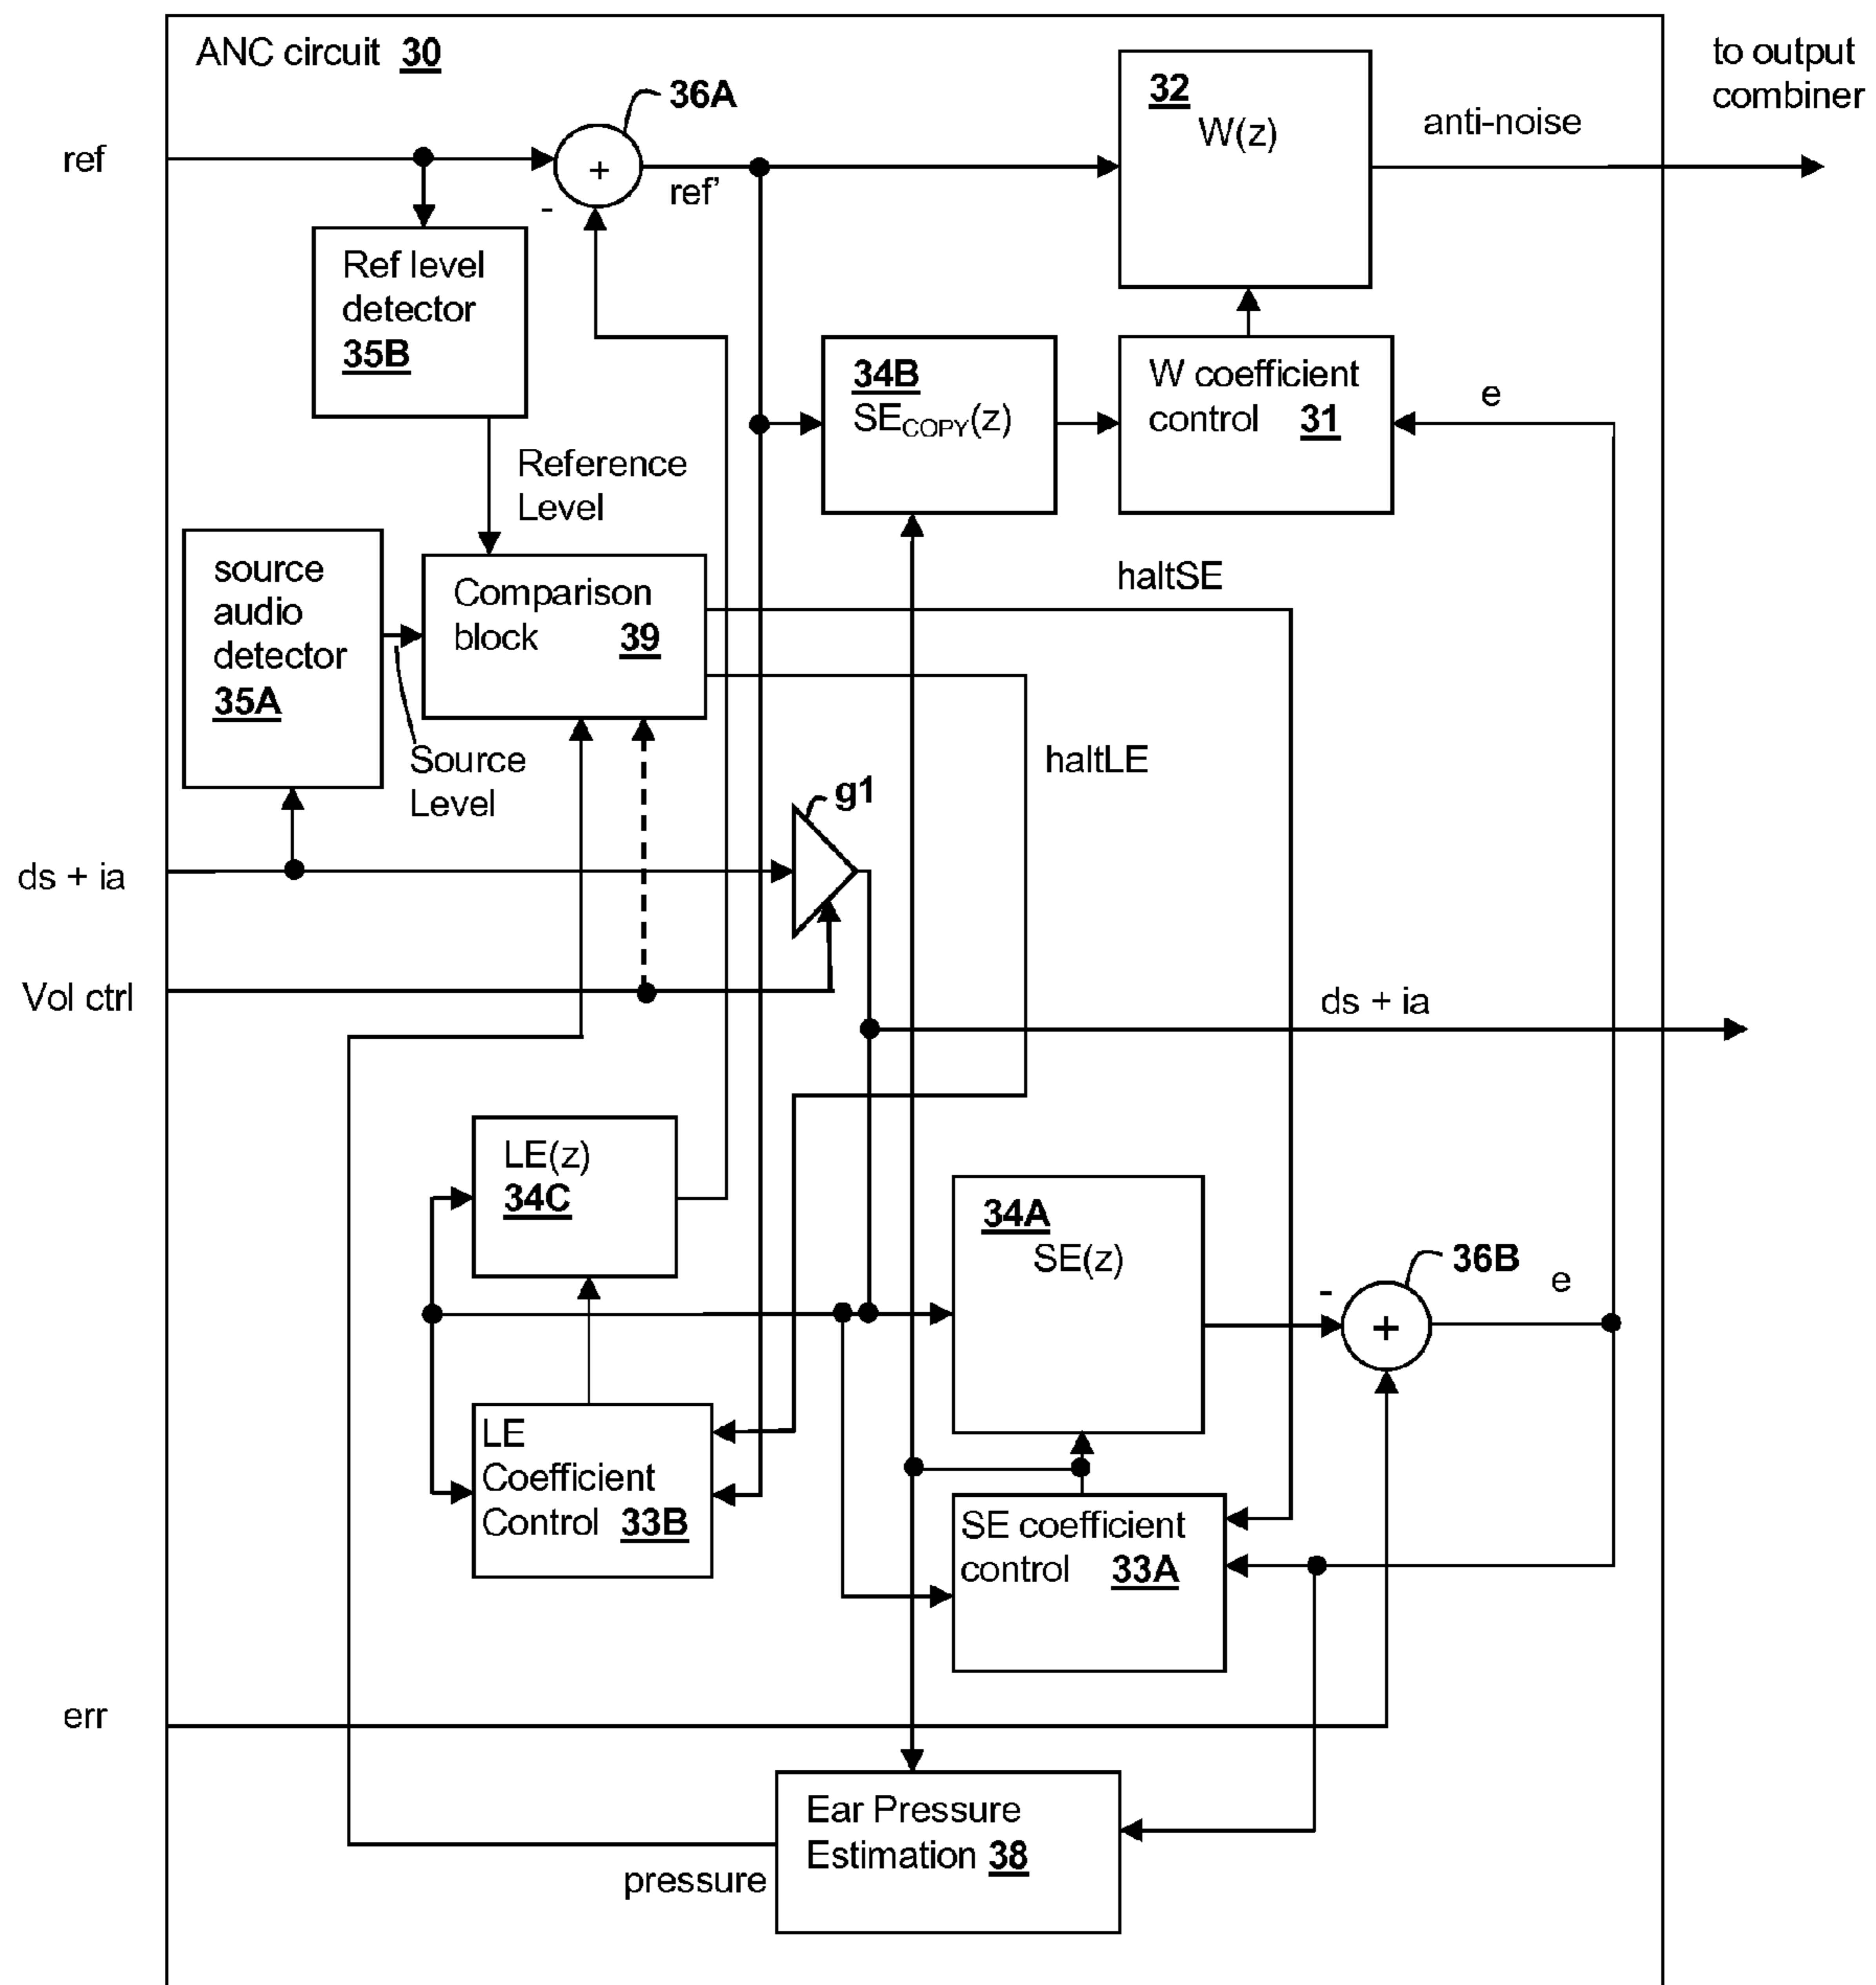 ANC circuit 30
to output
combiner
36A
32
W(z)
anti-noise
ref
+
-
ref'
Ref level
detector
35B
34B
SECOPY(z)
W coefficient
control 31
e
Reference
Level
source
audio
detector
35A
Comparison
block 39
haltSE
Source
Level
haltLE
g1
ds + ia
Vol ctrl
ds + ia
LE(z)
34C
34A
SE(z)
36B
e
-
+
LE
Coefficient
Control 33B
SE coefficient
control 33A
err
Ear Pressure
Estimation 38
pressure